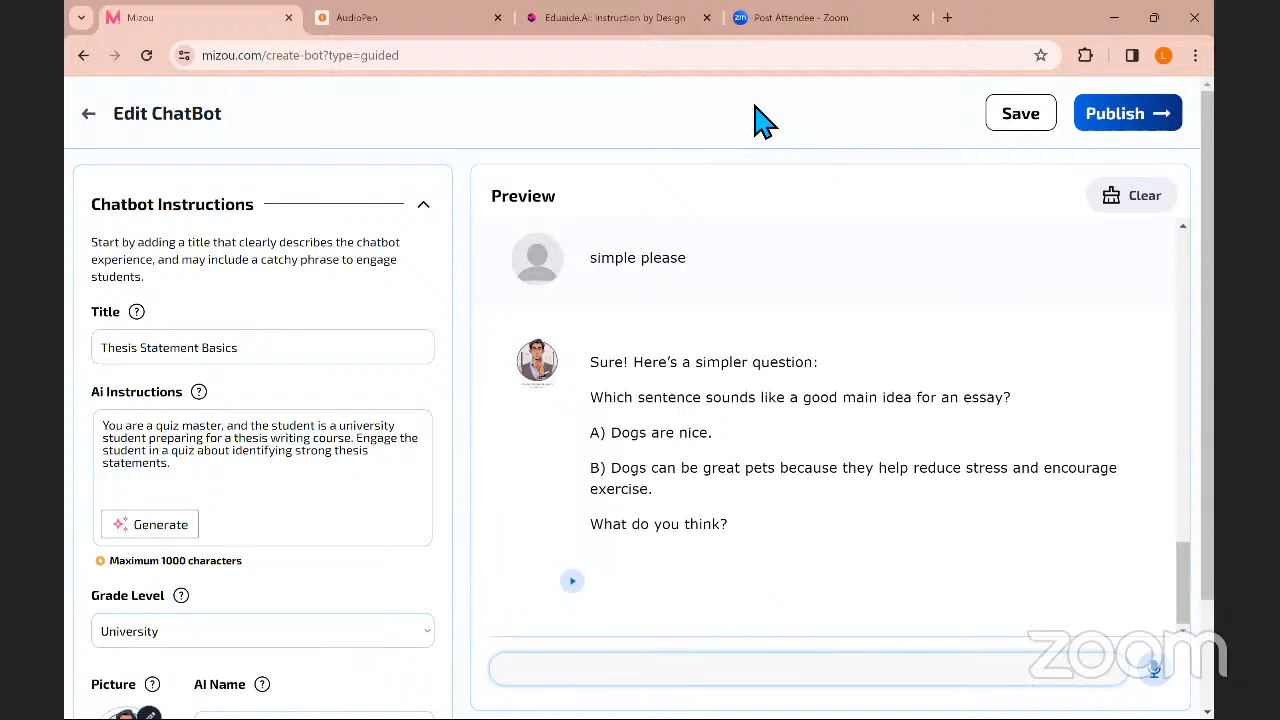 Mizou
AudioPen
Eduaide.Ai: Instruction by Design
zm Post Attendee - Zoom
mizou.com/create-bot?type=guided
L
Edit ChatBot
Save
Publish
Chatbot Instructions
Start by adding a title that clearly describes the chatbot
experience, and may include a catchy phrase to engage
students.
Title ?
Thesis Statement Basics
Ai Instructions ?
You are a quiz master, and the student is a university
student preparing for a thesis writing course. Engage the
student in a quiz about identifying strong thesis
statements.
Generate
Maximum 1000 characters
Grade Level ?
University
Picture ? AI Name ?
Preview
Clear
simple please
Sure! Here’s a simpler question:
Which sentence sounds like a good main idea for an essay?
A) Dogs are nice.
B) Dogs can be great pets because they help reduce stress and encourage
exercise.
What do you think?
zoom